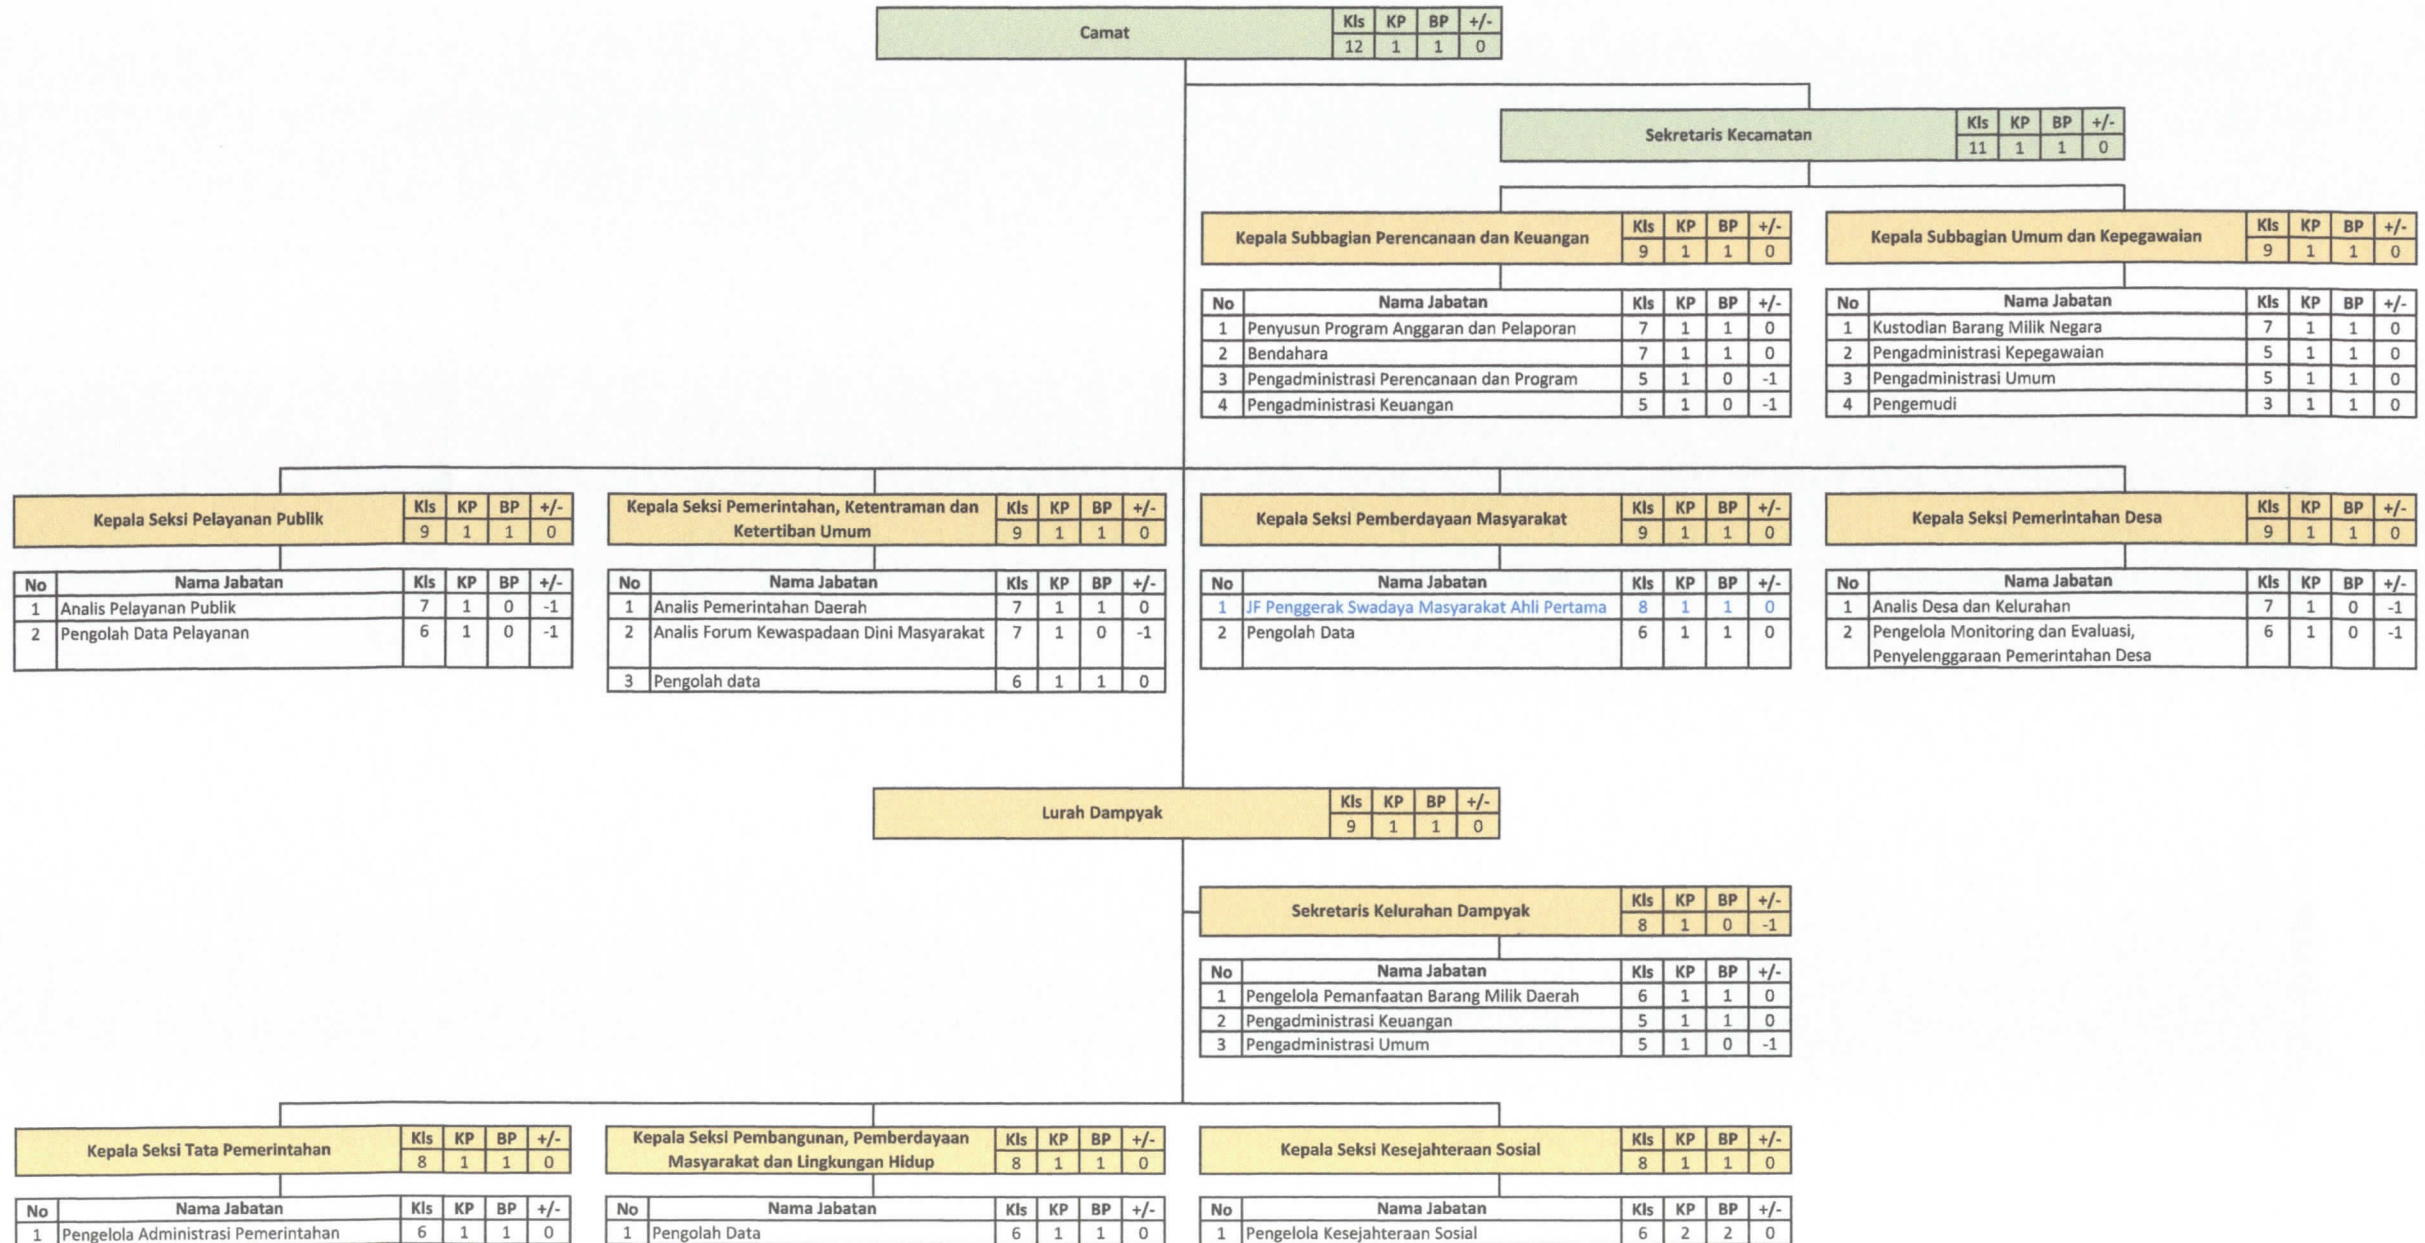 Camat Kls KP BP +/-
12 1 1 0
Sekretaris Kecamatan Kls KP BP +/-
11 1 1 0
Kepala Subbagian Perencanaan dan Keuangan Kls KP BP +/-
9 1 1 0
No Nama Jabatan Kls KP BP +/-
1 Penyusun Program Anggaran dan Pelaporan 7 1 1 0
2 Bendahara 7 1 1 0
3 Pengadministrasi Perencanaan dan Program 5 1 0 -1
4 Pengadministrasi Keuangan 5 1 0 -1
Kepala Subbagian Umum dan Kepegawaian Kls KP BP +/-
9 1 1 0
No Nama Jabatan Kls KP BP +/-
1 Kustodian Barang Milik Negara 7 1 1 0
2 Pengadministrasi Kepegawaian 5 1 1 0
3 Pengadministrasi Umum 5 1 1 0
4 Pengemudi 3 1 1 0
Kepala Seksi Pelayanan Publik Kls KP BP +/-
9 1 1 0
No Nama Jabatan Kls KP BP +/-
1 Analis Pelayanan Publik 7 1 0 -1
2 Pengolah Data Pelayanan 6 1 0 -1
Kepala Seksi Pemerintahan, Ketentraman dan Kls KP BP +/-
Ketertiban Umum 9 1 1 0
No Nama Jabatan Kls KP BP +/-
1 Analis Pemerintahan Daerah 7 1 1 0
2 Analis Forum Kewaspadaan Dini Masyarakat 7 1 0 -1
3 Pengolah data 6 1 1 0
Kepala Seksi Pemberdayaan Masyarakat Kls KP BP +/-
9 1 1 0
No Nama Jabatan Kls KP BP +/-
1 JF Penggerak Swadaya Masyarakat Ahli Pertama 8 1 1 0
2 Pengolah Data 6 1 1 0
Kepala Seksi Pemerintahan Desa Kls KP BP +/-
9 1 1 0
No Nama Jabatan Kls KP BP +/-
1 Analis Desa dan Kelurahan 7 1 0 -1
2 Pengelola Monitoring dan Evaluasi, 6 1 0 -1
Penyelenggaraan Pemerintahan Desa
Lurah Dampyak Kls KP BP +/-
9 1 1 0
Sekretaris Kelurahan Dampyak Kls KP BP +/-
8 1 0 -1
No Nama Jabatan Kls KP BP +/-
1 Pengelola Pemanfaatan Barang Milik Daerah 6 1 1 0
2 Pengadministrasi Keuangan 5 1 1 0
3 Pengadministrasi Umum 5 1 0 -1
Kepala Seksi Tata Pemerintahan Kls KP BP +/-
8 1 1 0
No Nama Jabatan Kls KP BP +/-
1 Pengelola Administrasi Pemerintahan 6 1 1 0
Kepala Seksi Pembangunan, Pemberdayaan Kls KP BP +/-
Masyarakat dan Lingkungan Hidup 8 1 1 0
No Nama Jabatan Kls KP BP +/-
1 Pengolah Data 6 1 1 0
Kepala Seksi Kesejahteraan Sosial Kls KP BP +/-
8 1 1 0
No Nama Jabatan Kls KP BP +/-
1 Pengelola Kesejahteraan Sosial 6 2 2 0